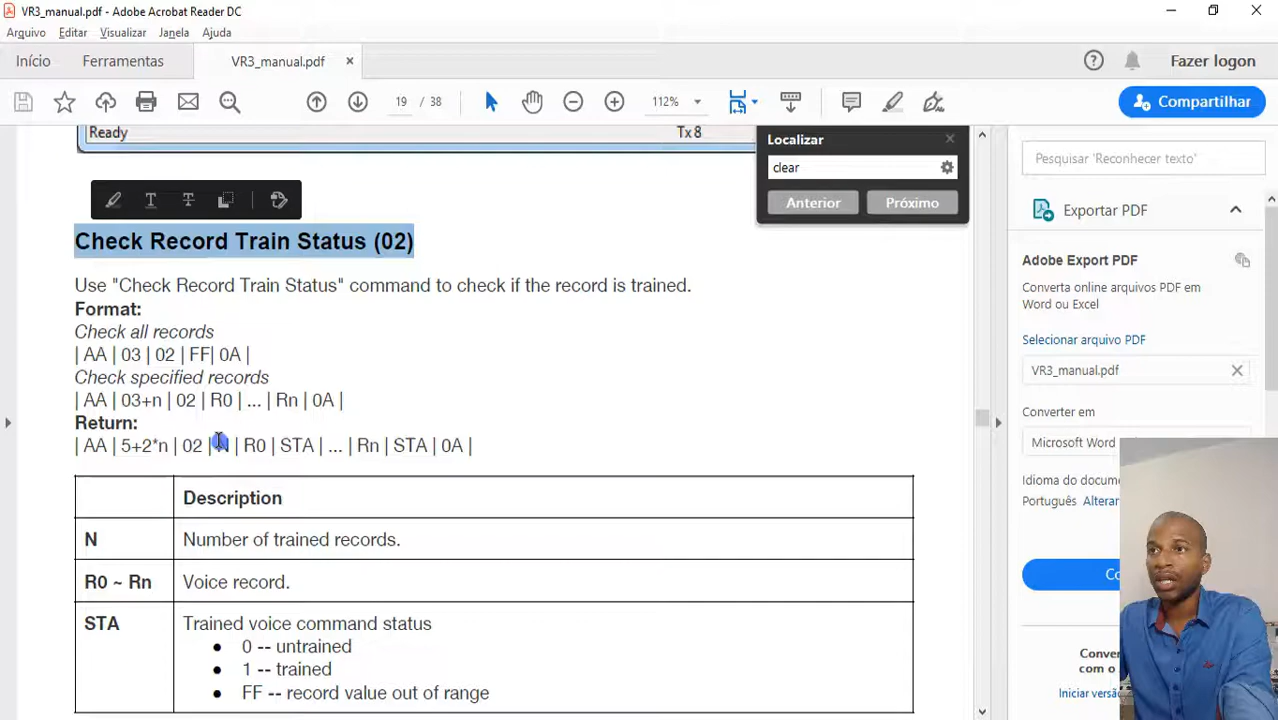 VR3_manual.pdf - Adobe Acrobat Reader DC
Arquivo Editar Visualizar Janela Ajuda
Início Ferramentas VR3_manual.pdf × Fazer logon
19 / 38 112% Compartilhar
Ready Tx 8
Localizar
clear
Anterior Próximo
Pesquisar 'Reconhecer texto'
Exportar PDF
Adobe Export PDF
Converta online arquivos PDF em
Word ou Excel
Selecionar arquivo PDF
VR3_manual.pdf
Converter em
Microsoft Word
Idioma do docume
Português Alterar
Conver
com o
Iniciar versã
Check Record Train Status (02)
Use "Check Record Train Status" command to check if the record is trained.
Format:
Check all records
| AA | 03 | 02 | FF| 0A |
Check specified records
| AA | 03+n | 02 | R0 | ... | Rn | 0A |
Return:
| AA | 5+2*n | 02 | N | R0 | STA | ... | Rn | STA | 0A |
Description
N Number of trained records.
R0 ~ Rn Voice record.
STA Trained voice command status
● 0 -- untrained
● 1 -- trained
● FF -- record value out of range